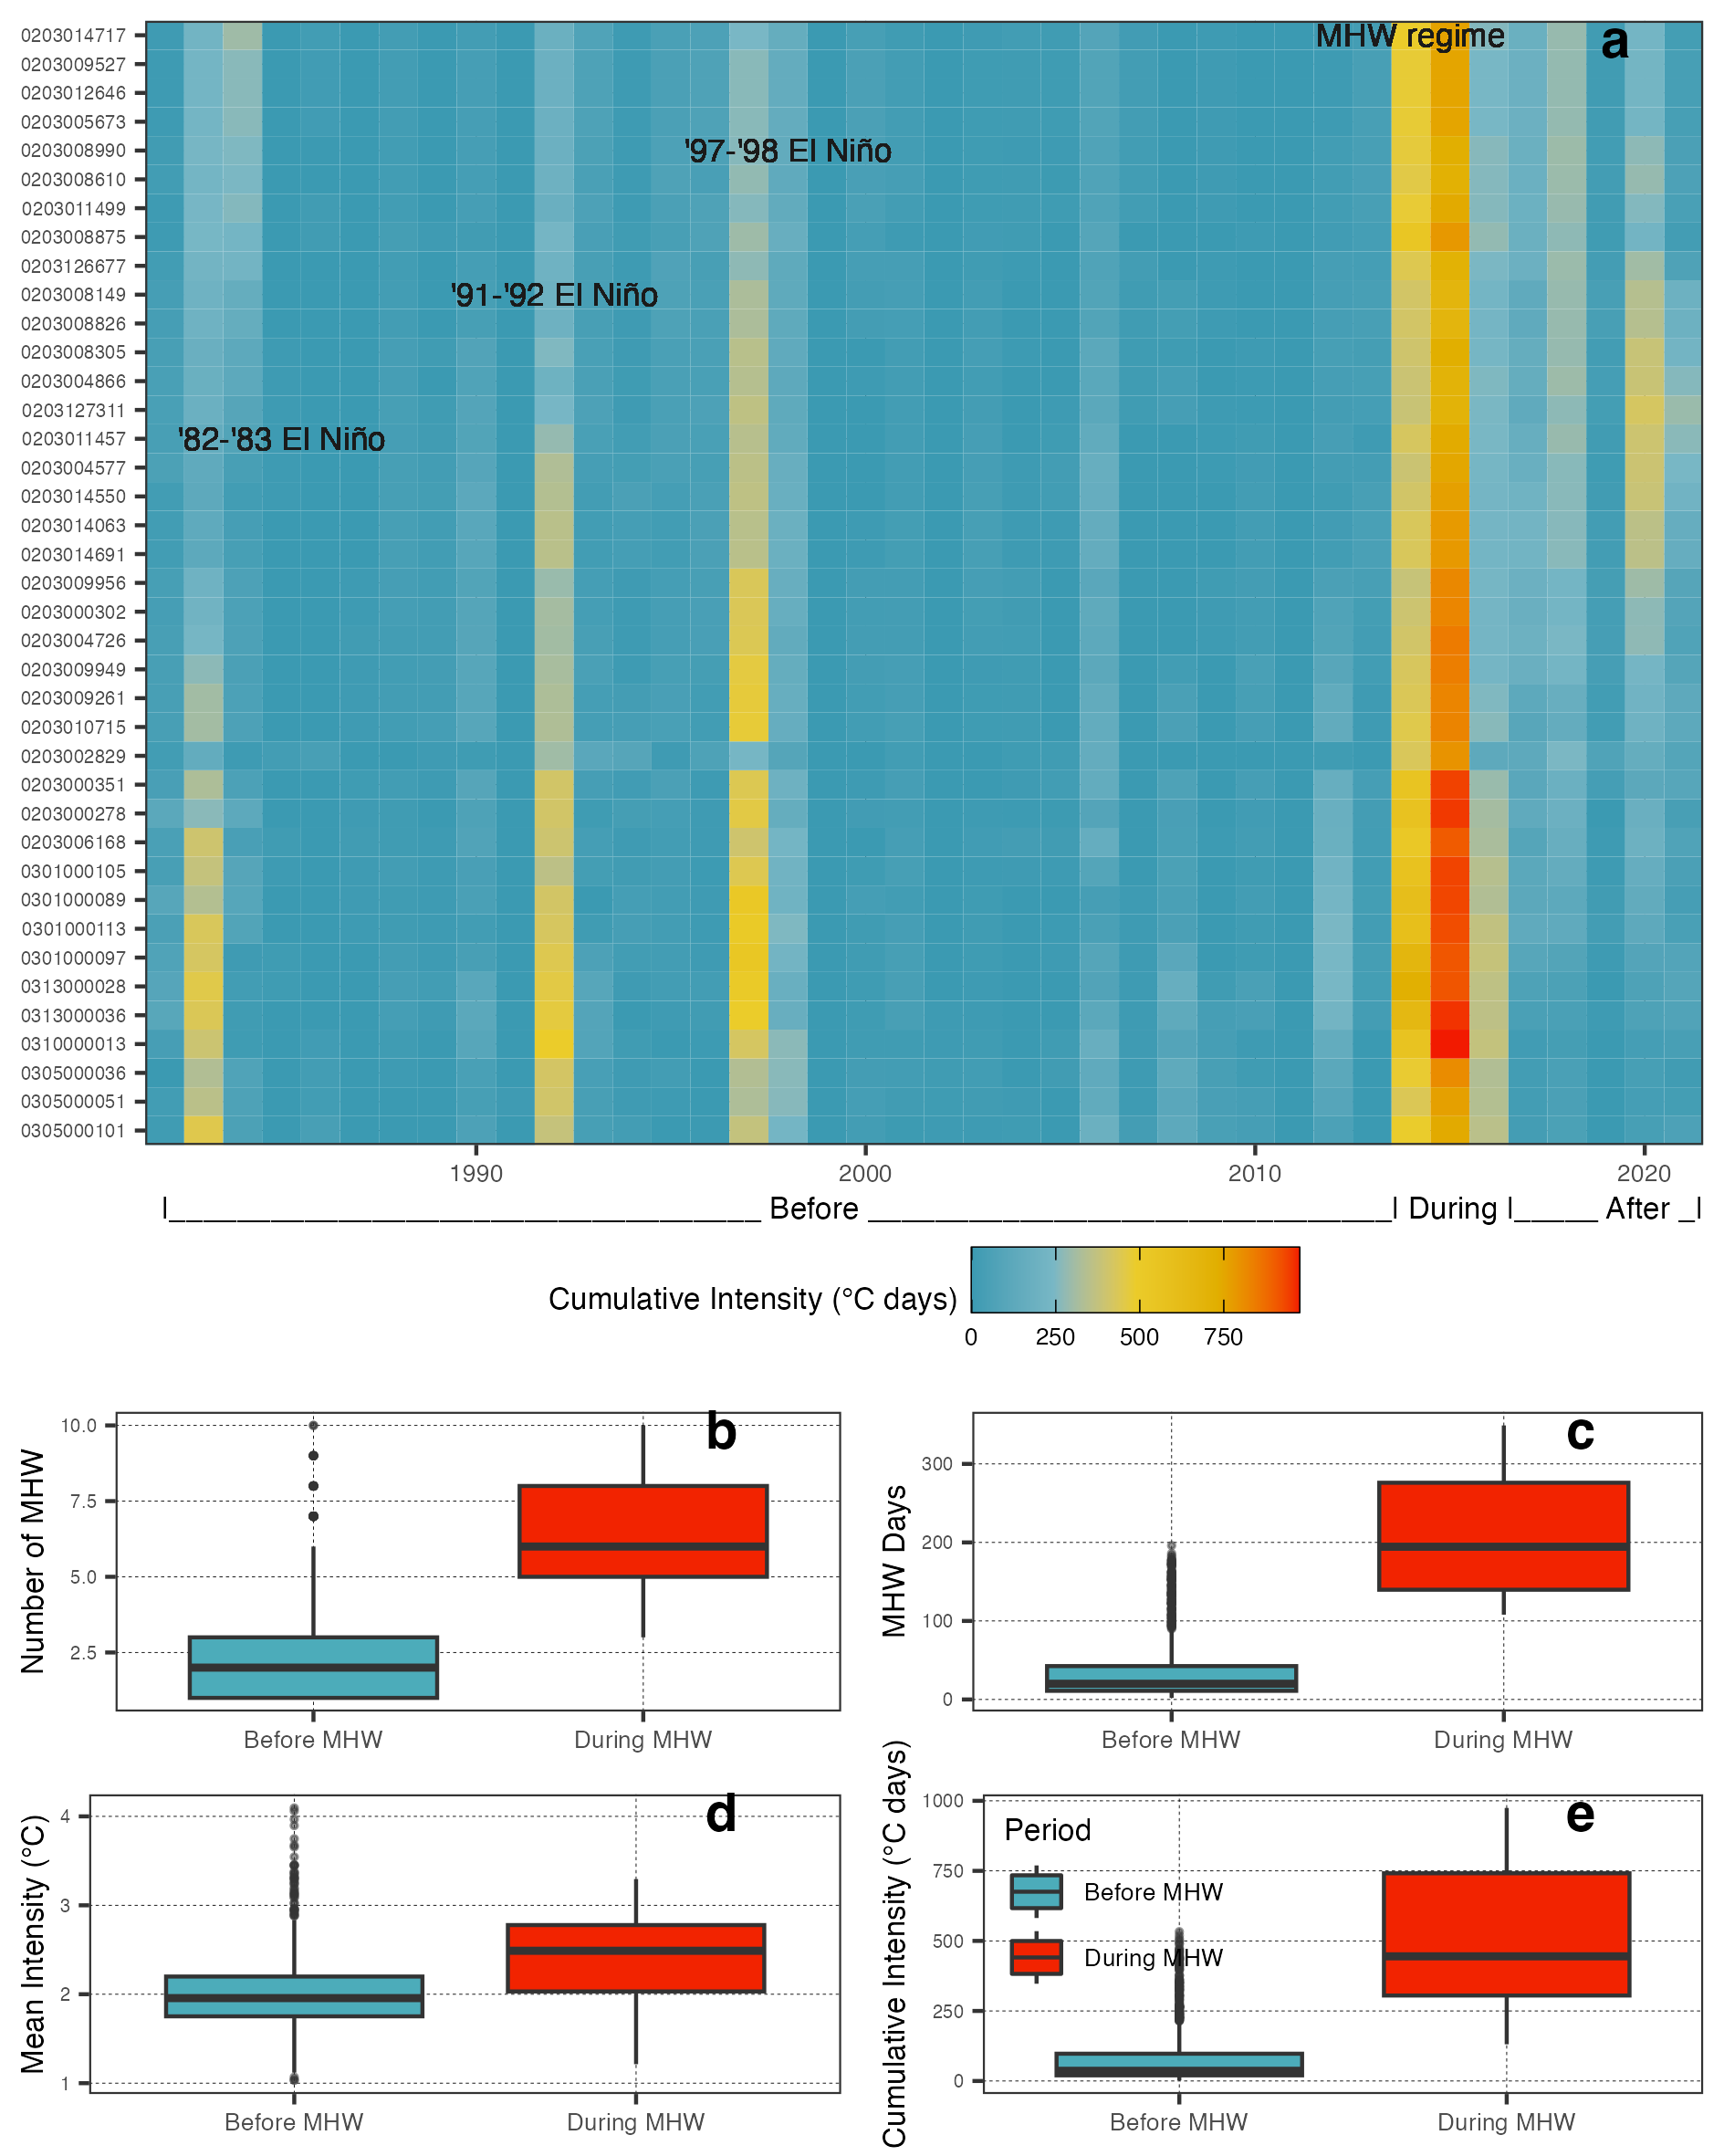 MHW regime
a
0203014717
0203009527
0203012646
0203005673
0203008990
'97-'98 El Niño
0203008610
0203011499
0203008875
0203126677
0203008149
'91-'92 El Niño
0203008826
0203008305
0203004866
0203127311
0203011457
'82-'83 El Niño
0203004577
0203014550
0203014063
0203014691
0203009956
0203000302
0203004726
0203009949
0203009261
0203010715
0203002829
0203000351
0203000278
0203006168
0301000105
0301000089
0301000113
0301000097
0313000028
0313000036
0310000013
0305000036
0305000051
0305000101
1990 2000 2010 2020
Before During After
Cumulative Intensity (°C days)
0 250 500 750
b
Number of MHW
10.0
7.5
5.0
2.5
Before MHW During MHW
c
MHW Days
300
200
100
0
Before MHW During MHW
d
Mean Intensity (°C)
4
3
2
1
Before MHW During MHW
e
Cumulative Intensity (°C days)
1000
750
500
250
0
Period
Before MHW
During MHW
Before MHW During MHW